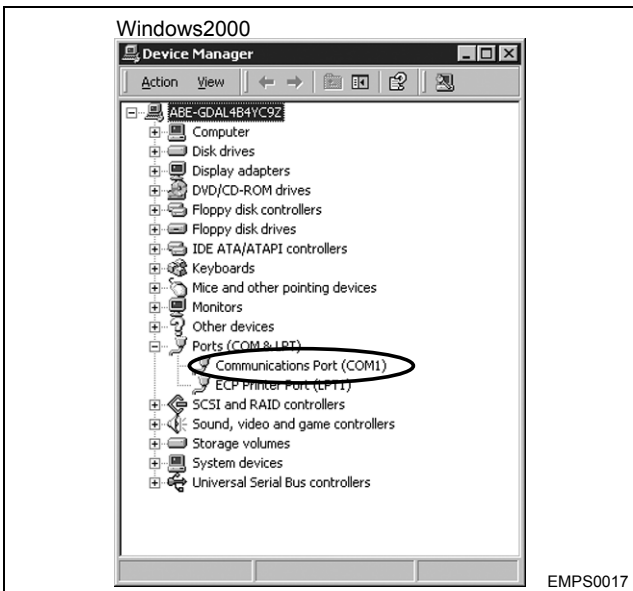 Windows2000
Device Manager
Action View
ABE-GDAL4B4YC9Z
Computer
Disk drives
Display adapters
DVD/CD-ROM drives
Floppy disk controllers
Floppy disk drives
IDE ATA/ATAPI controllers
Keyboards
Mice and other pointing devices
Monitors
Other devices
Ports (COM & LPT)
Communications Port (COM1)
ECP Printer Port (LPT1)
SCSI and RAID controllers
Sound, video and game controllers
Storage volumes
System devices
Universal Serial Bus controllers
EMPS0017